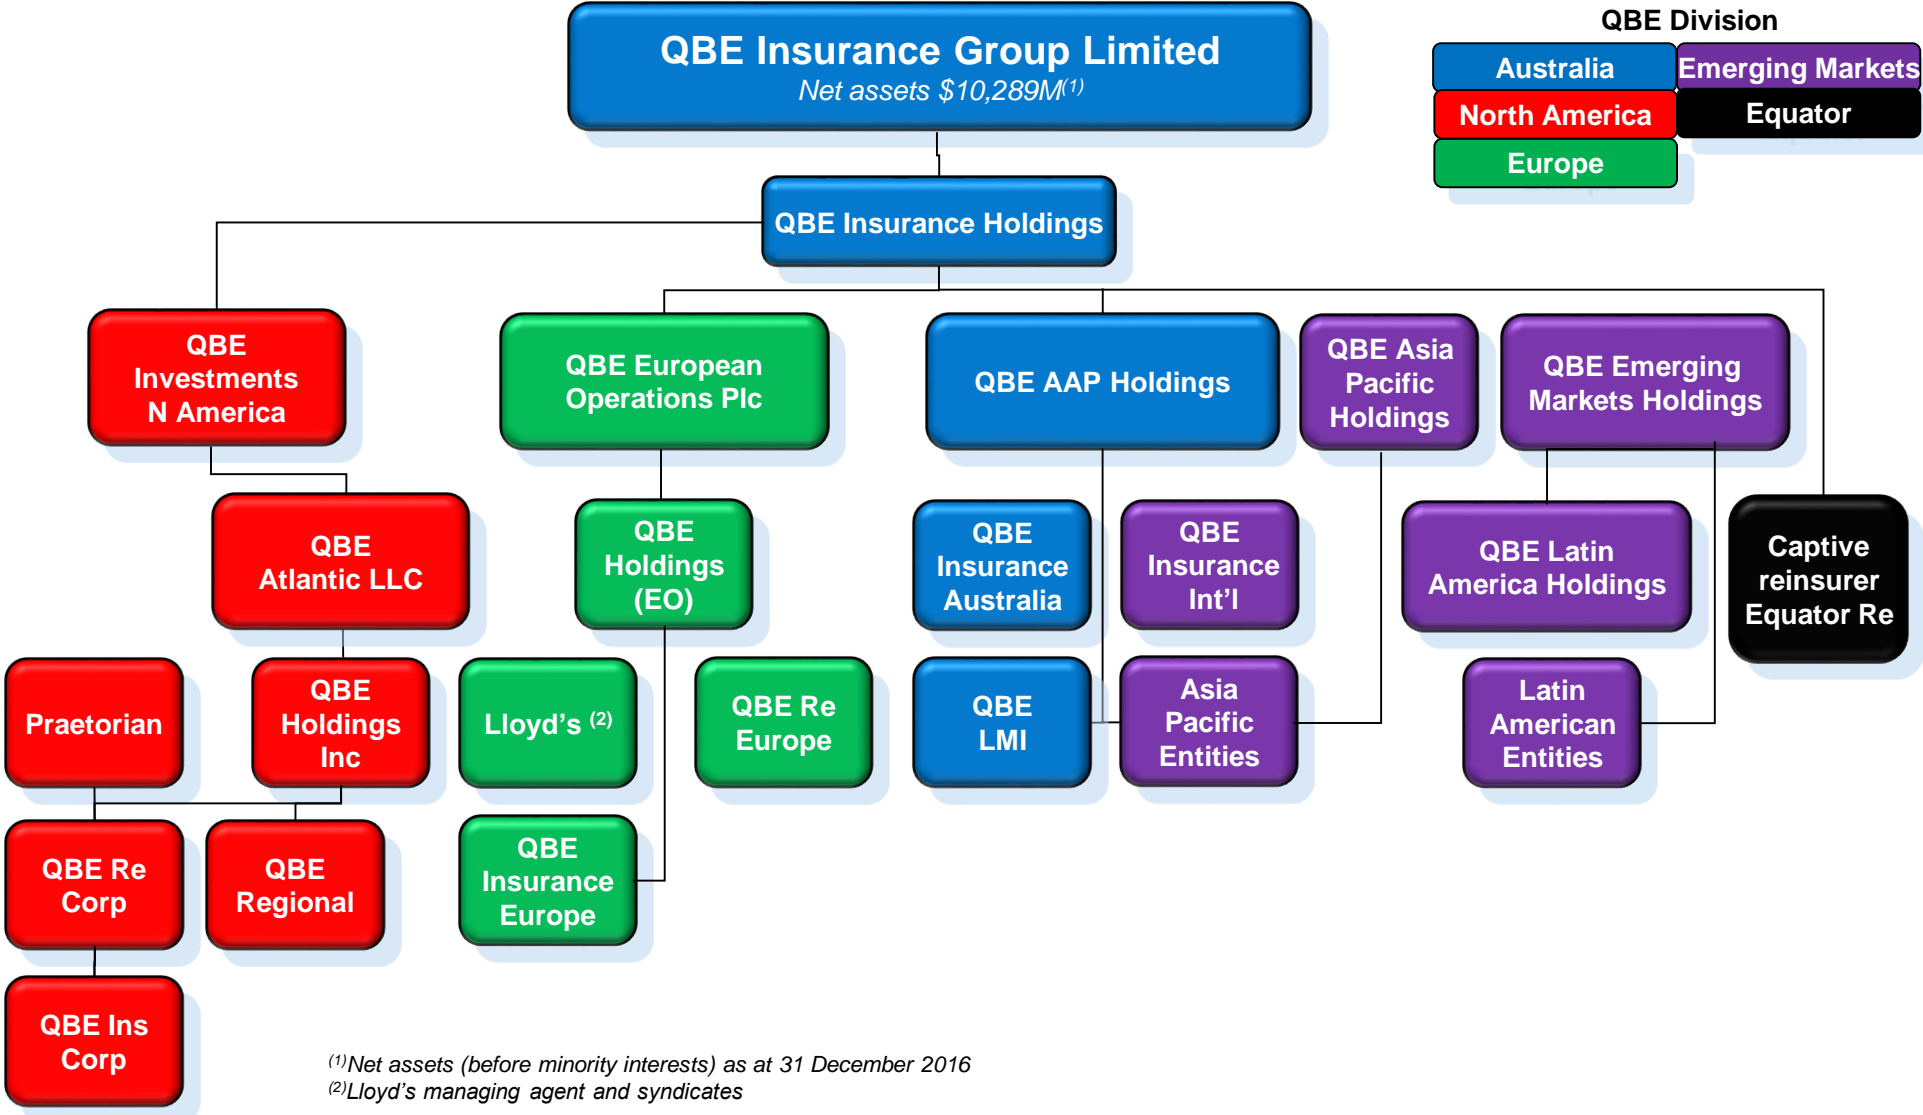 QBE Insurance Group Limited
Net assets $10,289M(1)
QBE Division
Australia
Emerging Markets
North America
Equator
Europe
QBE Insurance Holdings
QBE
Investments
N America
QBE European
Operations Plc
QBE AAP Holdings
QBE Asia
Pacific
Holdings
QBE Emerging
Markets Holdings
QBE
Atlantic LLC
QBE
Holdings
(EO)
QBE
Insurance
Australia
QBE
Insurance
Int'l
QBE Latin
America Holdings
Captive
reinsurer
Equator Re
Praetorian
QBE
Holdings
Inc
Lloyd's (2)
QBE Re
Europe
QBE
LMI
Asia
Pacific
Entities
Latin
American
Entities
QBE Re
Corp
QBE
Regional
QBE
Insurance
Europe
QBE Ins
Corp
(1)Net assets (before minority interests) as at 31 December 2016
(2)Lloyd's managing agent and syndicates